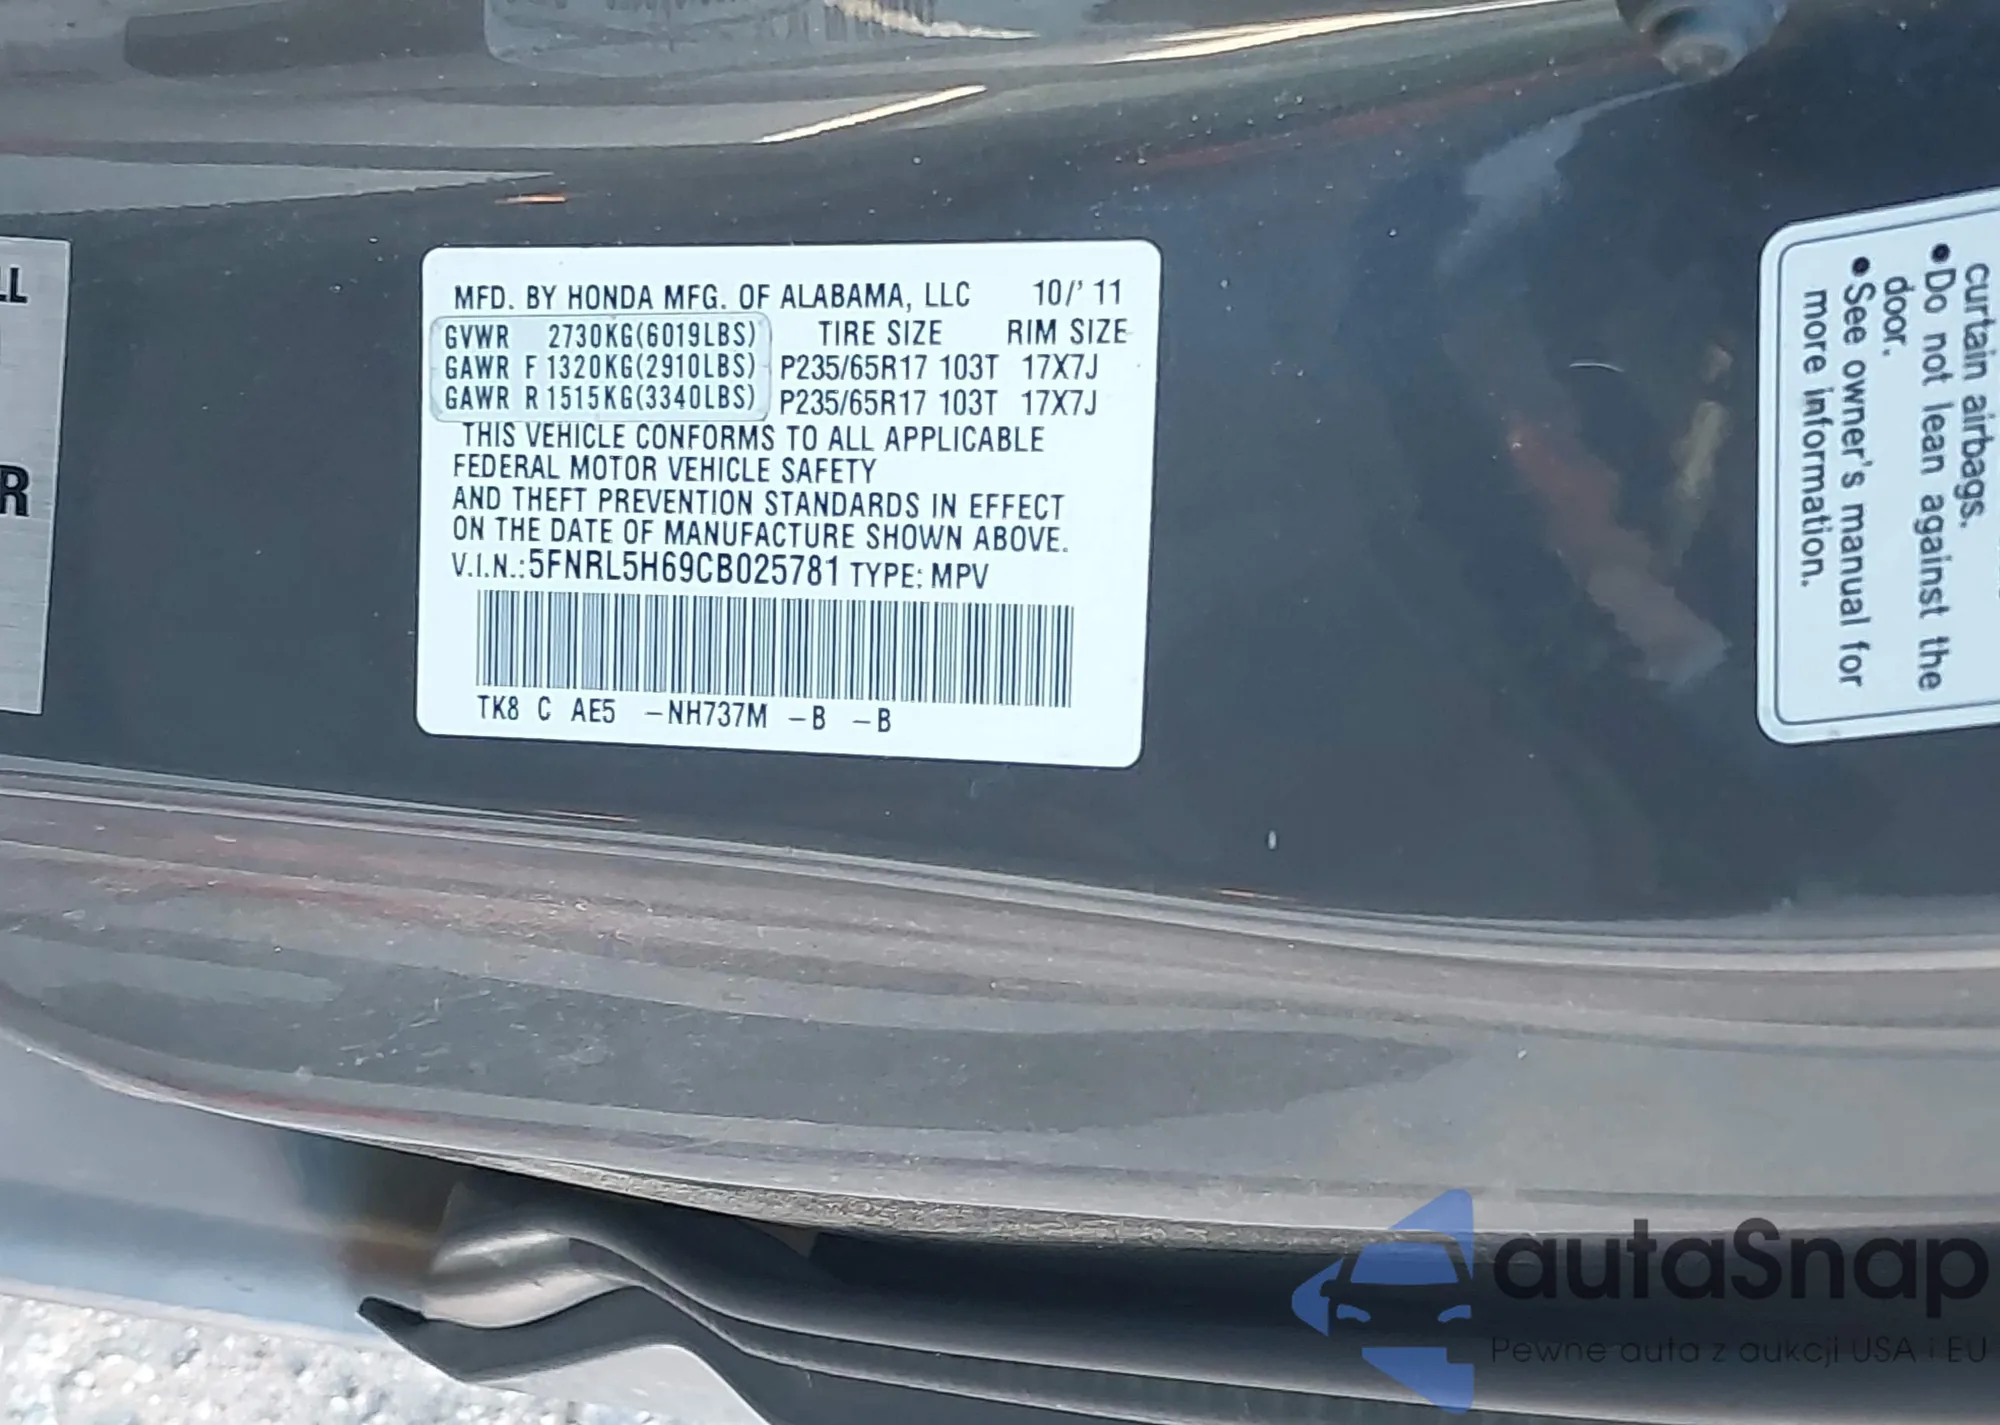 MFD. BY HONDA MFG. OF ALABAMA, LLC 10/' 11
GVWR 2730KG(6019LBS) TIRE SIZE RIM SIZE
GAWR F 1320KG(2910LBS) P235/65R17 103T 17X7J
GAWR R 1515KG(3340LBS) P235/65R17 103T 17X7J
THIS VEHICLE CONFORMS TO ALL APPLICABLE
FEDERAL MOTOR VEHICLE SAFETY
AND THEFT PREVENTION STANDARDS IN EFFECT
ON THE DATE OF MANUFACTURE SHOWN ABOVE.
V.I.N.:5FNRL5H69CB025781 TYPE: MPV
TK8 C AE5 -NH737M -B -B
LL
R
curtain airbags.
•Do not lean against the
door.
•See owner's manual for
more information.
autaSnap
Pewne auta z aukcji USA i EU